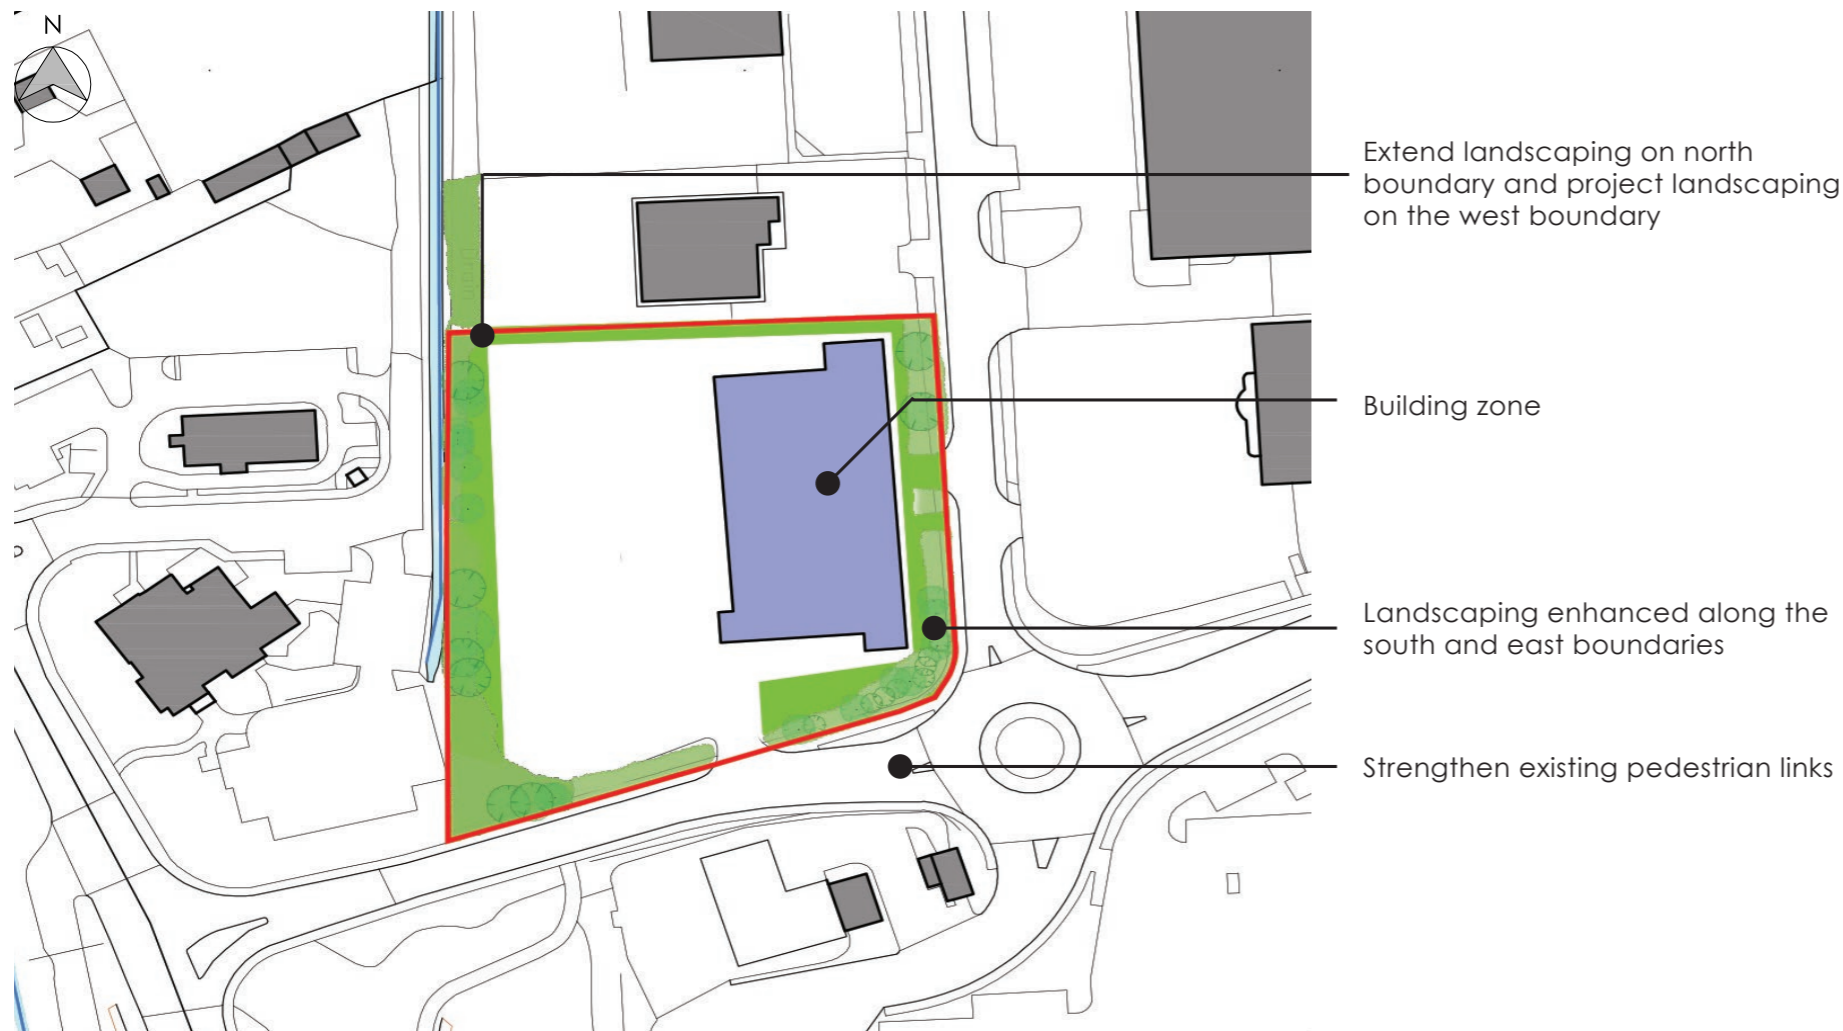 N
Extend landscaping on north
boundary and project landscaping
on the west boundary
Drain
Building zone
Landscaping enhanced along the
south and east boundaries
Strengthen existing pedestrian links